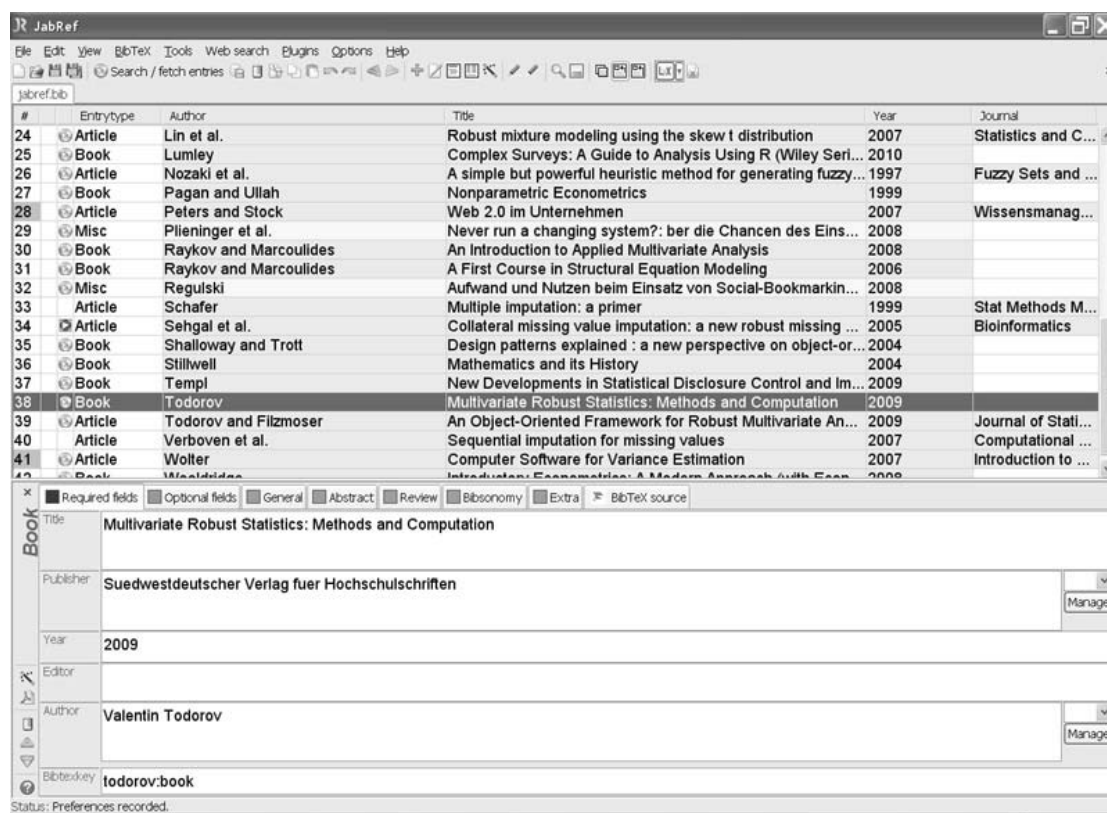 JabRef
File Edit View BibTeX Tools Web search Plugins Options Help
Search / fetch entries
jabref.bib
# Entrytype Author Title Year Journal
24 Article Lin et al. Robust mixture modeling using the skew t distribution 2007 Statistics and C...
25 Book Lumley Complex Surveys: A Guide to Analysis Using R (Wiley Seri... 2010
26 Article Nozaki et al. A simple but powerful heuristic method for generating fuzzy... 1997 Fuzzy Sets and ...
27 Book Pagan and Ullah Nonparametric Econometrics 1999
28 Article Peters and Stock Web 2.0 im Unternehmen 2007 Wissensmanag...
29 Misc Plieninger et al. Never run a changing system?: ber die Chancen des Eins... 2008
30 Book Raykov and Marcoulides An Introduction to Applied Multivariate Analysis 2008
31 Book Raykov and Marcoulides A First Course in Structural Equation Modeling 2006
32 Misc Regulski Aufwand und Nutzen beim Einsatz von Social-Bookmarkin... 2008
33 Article Schafer Multiple imputation: a primer 1999 Stat Methods M...
34 Article Sehgal et al. Collateral missing value imputation: a new robust missing ... 2005 Bioinformatics
35 Book Shalloway and Trott Design patterns explained : a new perspective on object-or... 2004
36 Book Stillwell Mathematics and its History 2004
37 Book Templ New Developments in Statistical Disclosure Control and Im... 2009
38 Book Todorov Multivariate Robust Statistics: Methods and Computation 2009
39 Article Todorov and Filzmoser An Object-Oriented Framework for Robust Multivariate An... 2009 Journal of Stati...
40 Article Verboven et al. Sequential imputation for missing values 2007 Computational ...
41 Article Wolter Computer Software for Variance Estimation 2007 Introduction to ...
42 Book Wooldridge Introductory Econometrics: A Modern Approach (with Econ... 2008
Required fields Optional fields General Abstract Review Bibsonomy Extra BibTeX source
Book
Title Multivariate Robust Statistics: Methods and Computation
Publisher Suedwestdeutscher Verlag fuer Hochschulschriften
Manage
Year 2009
Editor
Author Valentin Todorov
Manage
Bibtexkey todorov:book
Status: Preferences recorded.